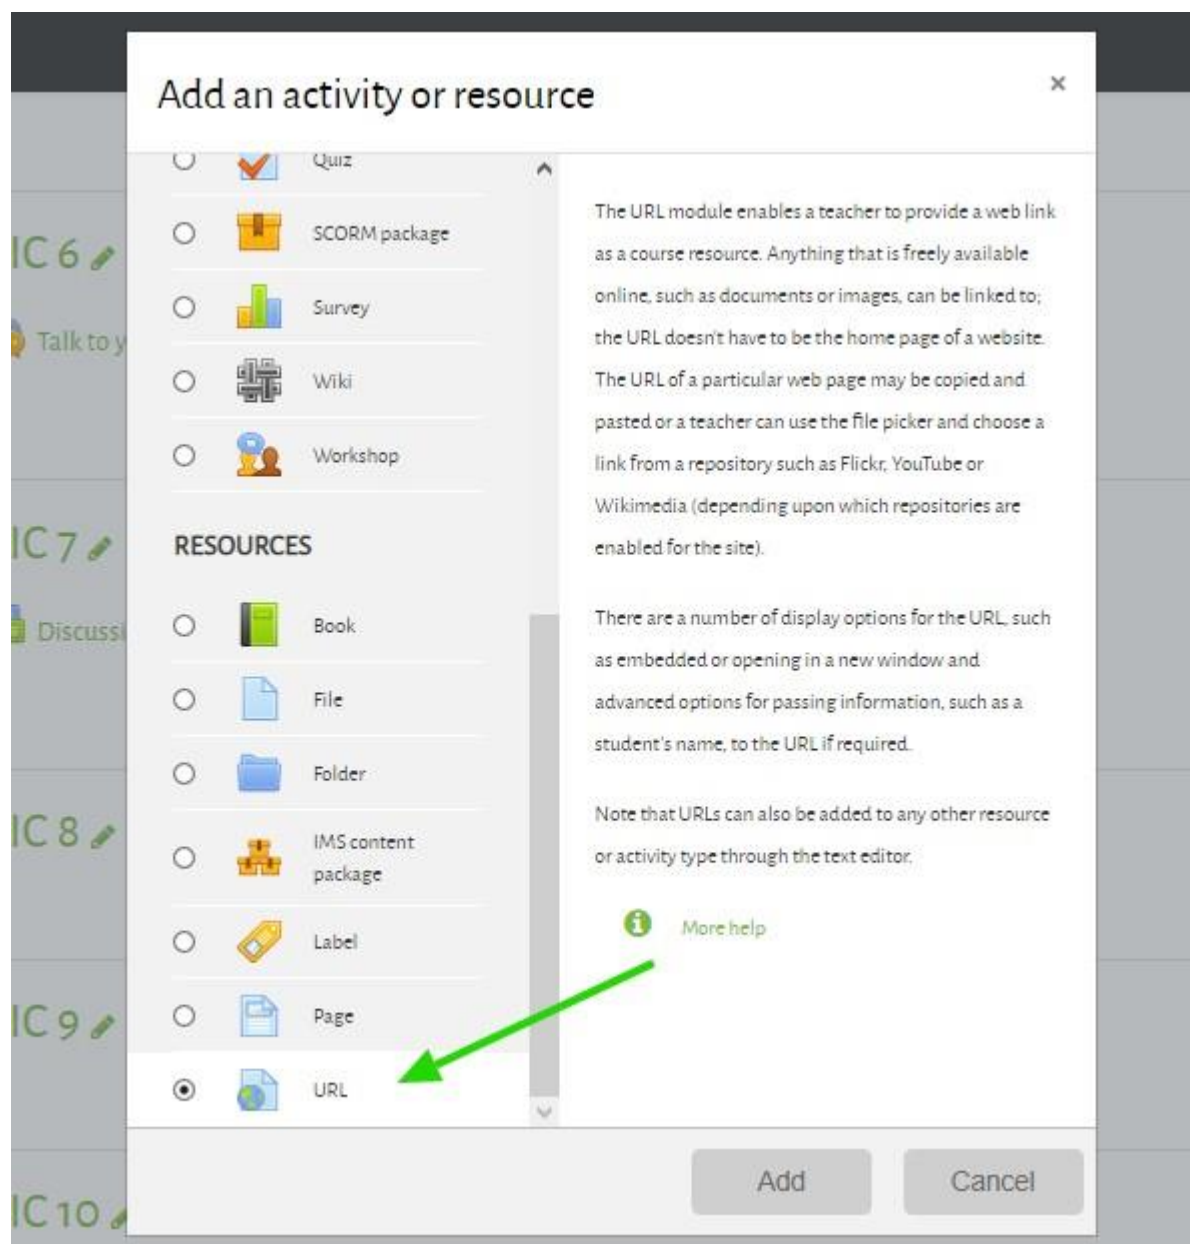 Add an activity or resource
×
Quiz
SCORM package
Survey
Wiki
Workshop
RESOURCES
Book
File
Folder
IMS content
package
Label
Page
URL
The URL module enables a teacher to provide a web link
as a course resource. Anything that is freely available
online, such as documents or images, can be linked to;
the URL doesn't have to be the home page of a website.
The URL of a particular web page may be copied and
pasted or a teacher can use the file picker and choose a
link from a repository such as Flickr, YouTube or
Wikimedia (depending upon which repositories are
enabled for the site).
There are a number of display options for the URL, such
as embedded or opening in a new window and
advanced options for passing information, such as a
student's name, to the URL if required.
Note that URLs can also be added to any other resource
or activity type through the text editor.
More help
Add
Cancel
IC 6
Talk to y
IC 7
Discussi
IC 8
IC 9
IC 10